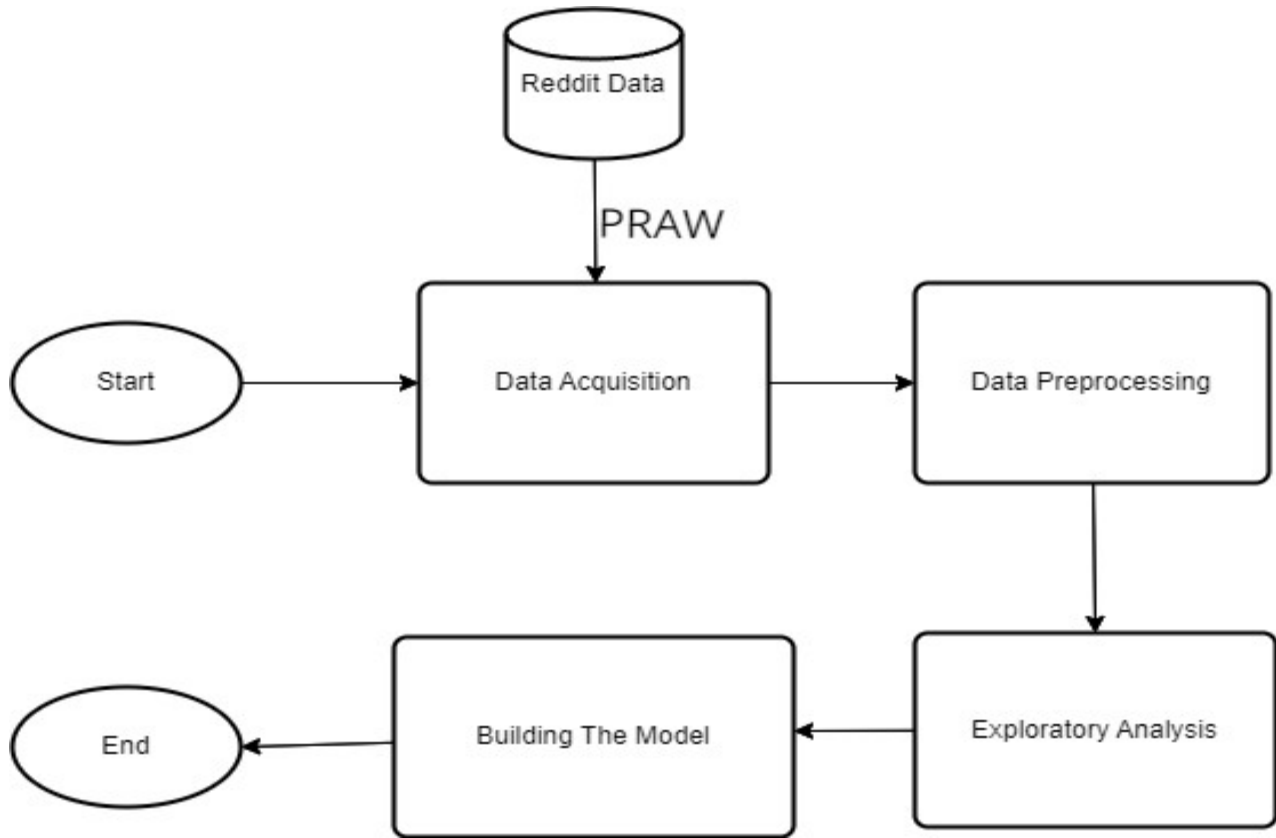 Reddit Data
PRAW
Start
Data Acquisition
Data Preprocessing
End
Building The Model
Exploratory Analysis